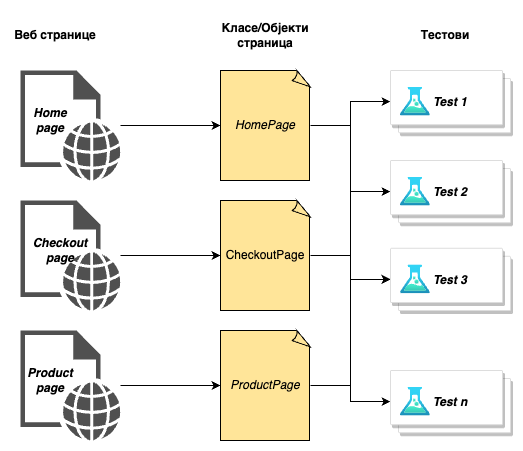 Веб странице
Класе/Објекти
страница
Тестови
Home
page
HomePage
Test 1
Test 2
Checkout
page
CheckoutPage
Test 3
Product
page
ProductPage
Test n